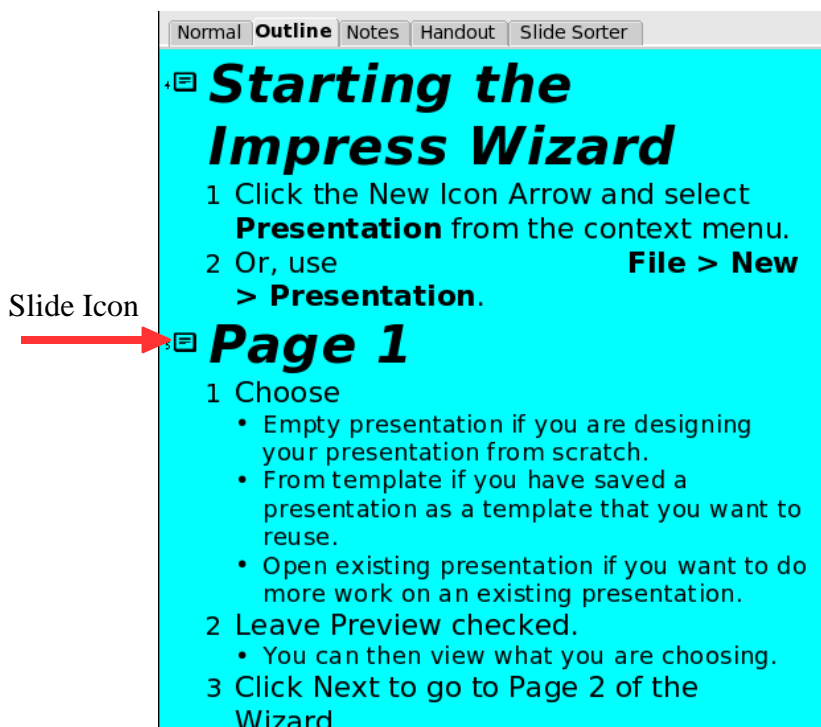 Normal Outline Notes Handout Slide Sorter
4 Starting the
Impress Wizard
1 Click the New Icon Arrow and select
Presentation from the context menu.
2 Or, use File > New
> Presentation.
Slide Icon
5 Page 1
1 Choose
• Empty presentation if you are designing
your presentation from scratch.
• From template if you have saved a
presentation as a template that you want to
reuse.
• Open existing presentation if you want to do
more work on an existing presentation.
2 Leave Preview checked.
• You can then view what you are choosing.
3 Click Next to go to Page 2 of the
Wizard